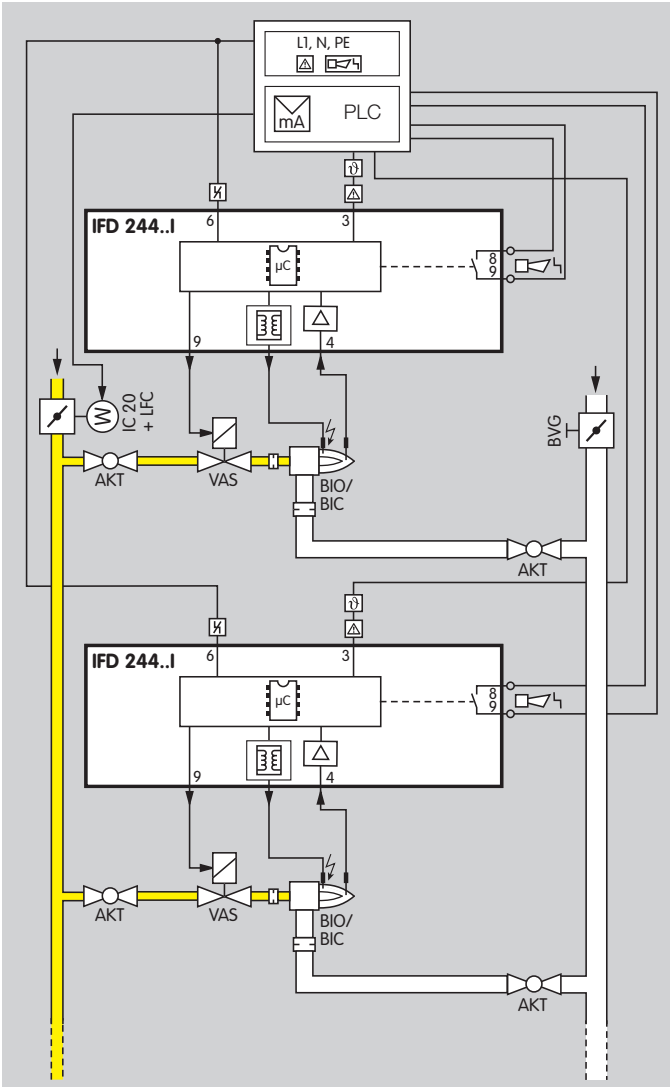 L1, N, PE
mA
PLC
ϑ
6
3
IFD 244..I
µC
8
9
9
4
IC 20
+ LFC
BVG
AKT
VAS
BIO/
BIC
AKT
ϑ
6
3
IFD 244..I
µC
8
9
9
4
AKT
VAS
BIO/
BIC
AKT